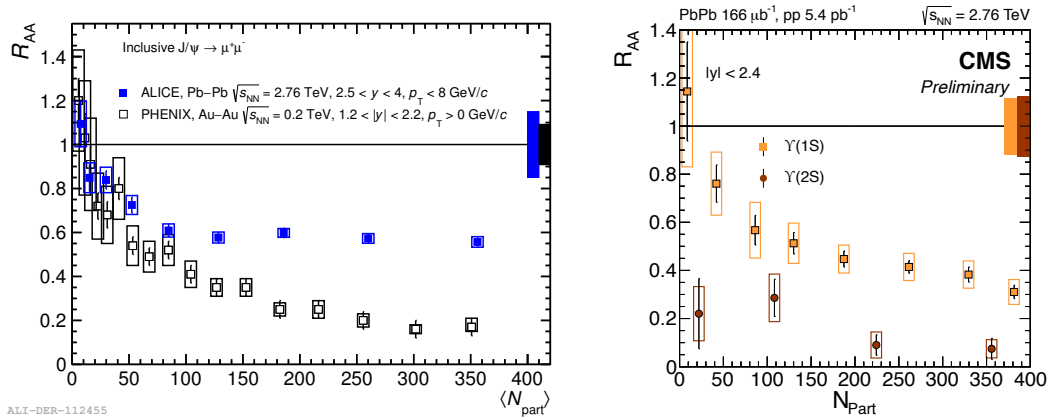 R_AA
1.4
1.2
1
0.8
0.6
0.4
0.2
0
Inclusive J/ψ → μ⁺μ⁻
ALICE, Pb−Pb √s_NN = 2.76 TeV, 2.5 < y < 4, p_T < 8 GeV/c
PHENIX, Au−Au √s_NN = 0.2 TeV, 1.2 < |y| < 2.2, p_T > 0 GeV/c
0 50 100 150 200 250 300 350 400
⟨N_part⟩
ALI-DER-112455
PbPb 166 μb⁻¹, pp 5.4 pb⁻¹ √s_NN = 2.76 TeV
R_AA
1.4
1.2
1
0.8
0.6
0.4
0.2
0
|y| < 2.4
CMS
Preliminary
ϒ(1S)
ϒ(2S)
0 50 100 150 200 250 300 350 400
N_Part